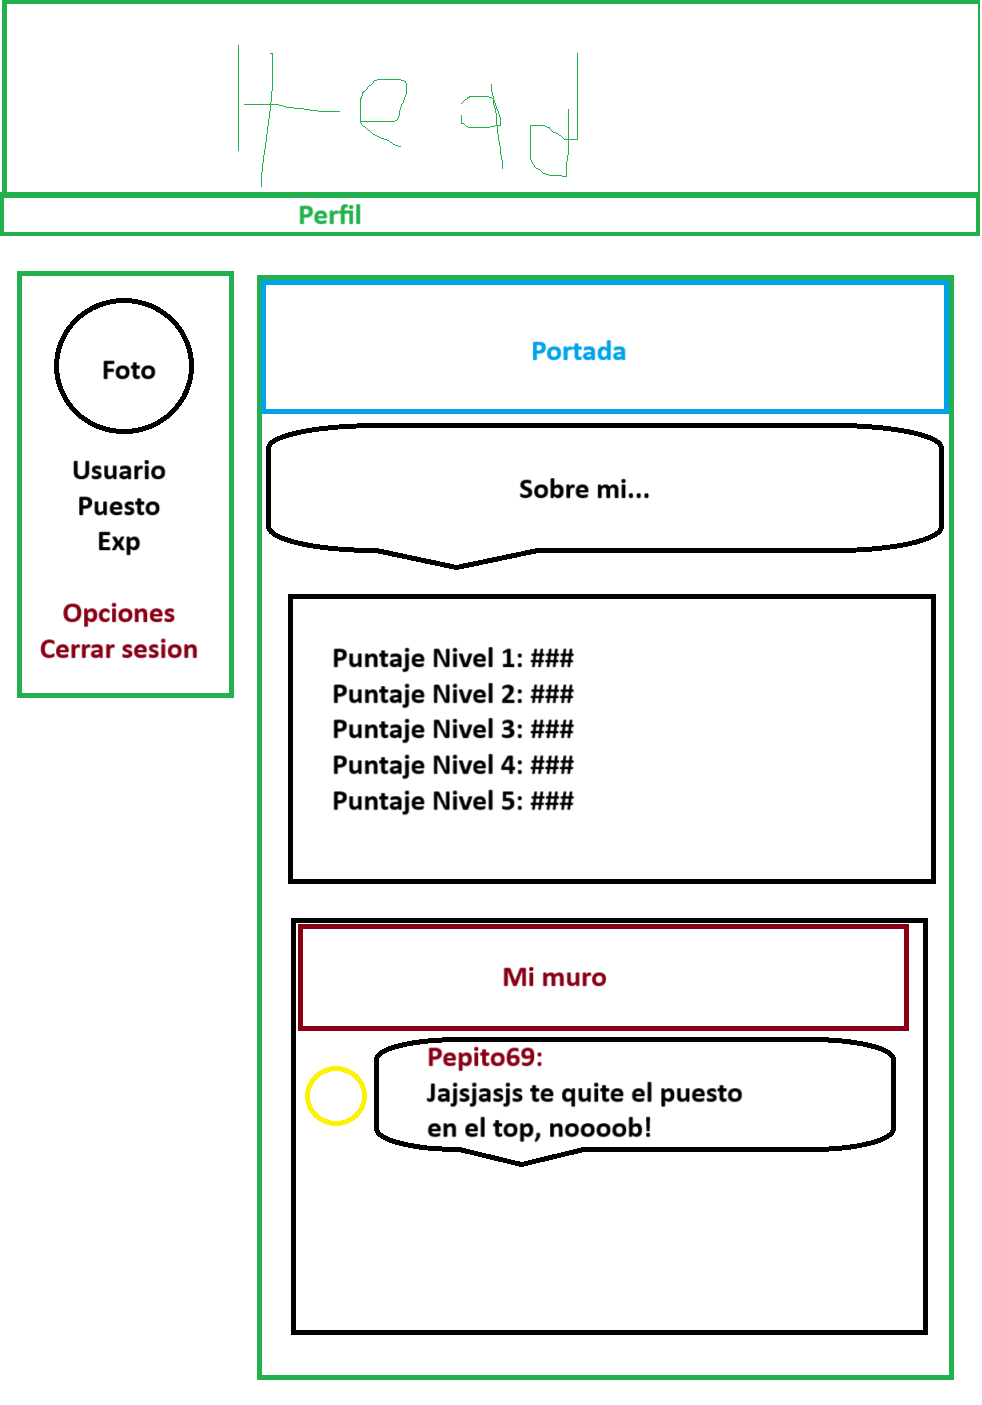 Head
Perfil
Foto
Usuario
Puesto
Exp
Opciones
Cerrar sesion
Portada
Sobre mi...
Puntaje Nivel 1: ###
Puntaje Nivel 2: ###
Puntaje Nivel 3: ###
Puntaje Nivel 4: ###
Puntaje Nivel 5: ###
Mi muro
Pepito69:
Jajsjasjs te quite el puesto
en el top, noooob!